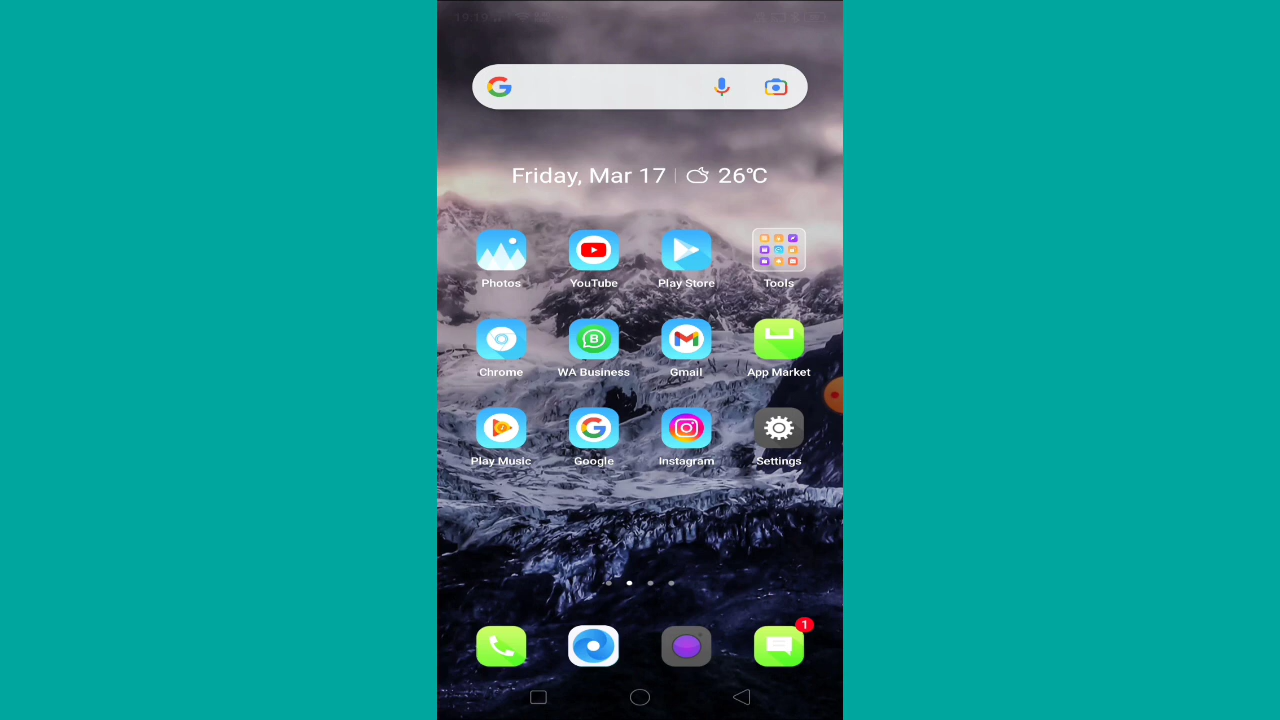 Friday, Mar 17 26°C
Photos YouTube Play Store Tools
Chrome WA Business Gmail App Market
Play Music Google Instagram Settings
1